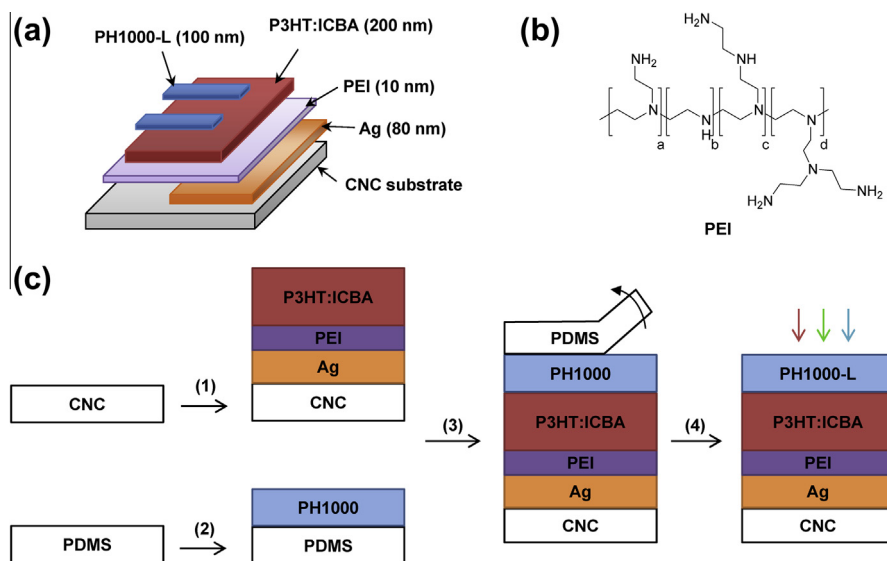 (a)
PH1000-L (100 nm)
P3HT:ICBA (200 nm)
PEI (10 nm)
Ag (80 nm)
CNC substrate
(b)
NH2
NH
N
N
H
N
N
a
b
c
d
N
H2N
NH2
PEI
(c)
CNC
(1)
P3HT:ICBA
PEI
Ag
CNC
PDMS
(2)
PH1000
PDMS
(3)
PDMS
PH1000
P3HT:ICBA
PEI
Ag
CNC
(4)
PH1000-L
P3HT:ICBA
PEI
Ag
CNC